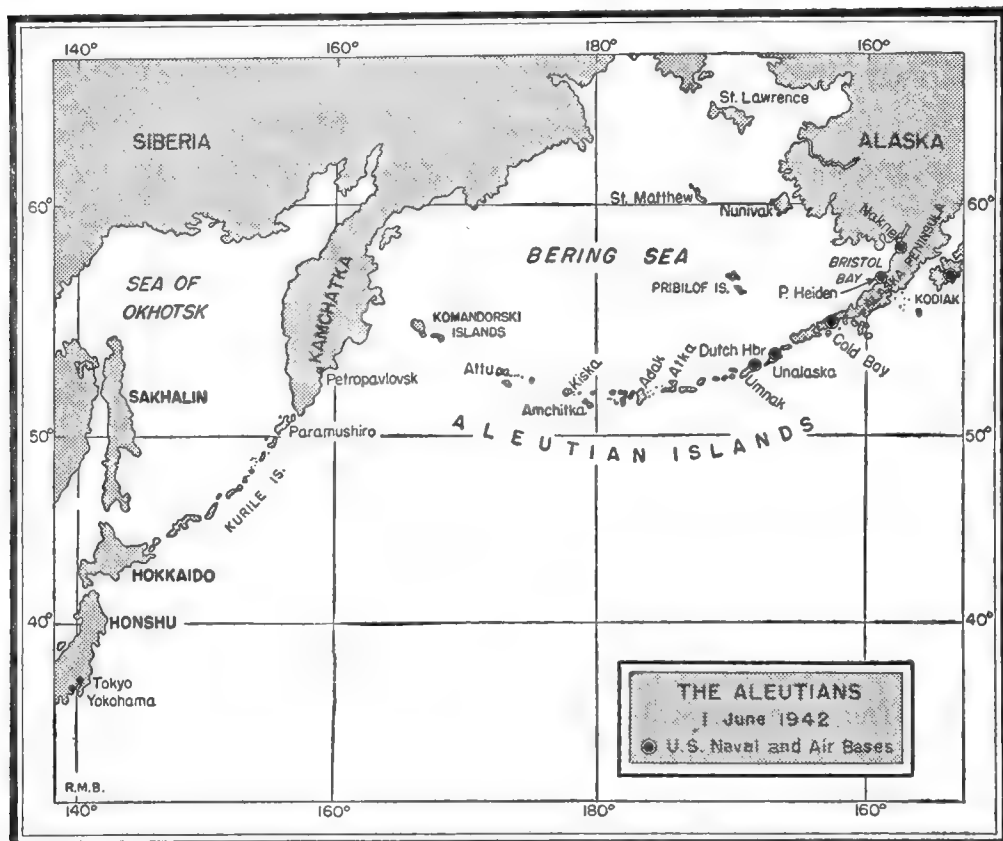 140°
160°
180°
160°
St. Lawrence
SIBERIA
ALASKA
60°
St. Matthew
Nunivak
60°
Naknek
BERING SEA
BRISTOL
BAY
ALASKA PENINSULA
SEA OF
OKHOTSK
KAMCHATKA
PRIBILOF IS.
P. Heiden
KODIAK
KOMANDORSKI
ISLANDS
Cold Bay
Dutch Hbr
Attu
Kiska
Adak
Atka
Unalaska
Petropavlovsk
Umnak
SAKHALIN
Amchitka
50°
Paramushiro
ALEUTIAN ISLANDS
50°
KURILE IS.
HOKKAIDO
40°
HONSHU
40°
Tokyo
Yokohama
THE ALEUTIANS
1 June 1942
U.S. Naval and Air Bases
R.M.B.
140°
160°
180°
160°